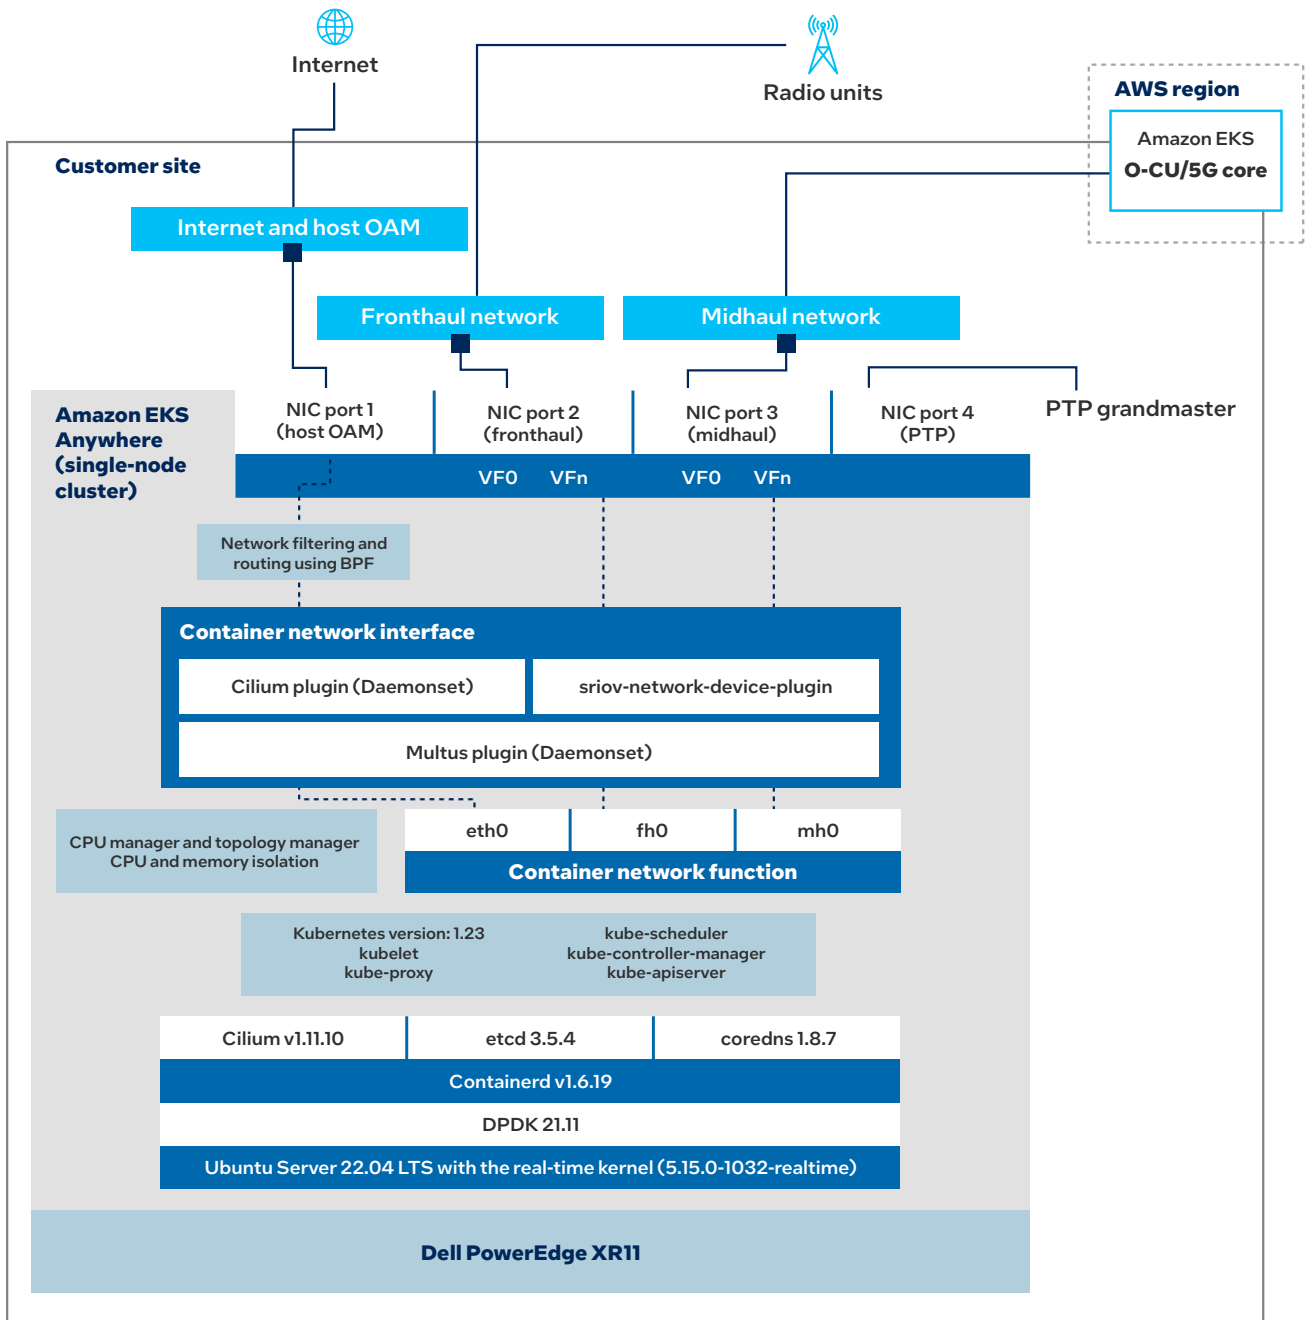 Internet
Radio units
AWS region
Amazon EKS
O-CU/5G core
Customer site
Internet and host OAM
Fronthaul network
Midhaul network
Amazon EKS
Anywhere
(single-node
cluster)
NIC port 1
(host OAM)
NIC port 2
(fronthaul)
NIC port 3
(midhaul)
NIC port 4
(PTP)
PTP grandmaster
VF0 VFn
VF0 VFn
Network filtering and
routing using BPF
Container network interface
Cilium plugin (Daemonset)
sriov-network-device-plugin
Multus plugin (Daemonset)
CPU manager and topology manager
CPU and memory isolation
eth0
fh0
mh0
Container network function
Kubernetes version: 1.23
kubelet
kube-proxy
kube-scheduler
kube-controller-manager
kube-apiserver
Cilium v1.11.10
etcd 3.5.4
coredns 1.8.7
Containerd v1.6.19
DPDK 21.11
Ubuntu Server 22.04 LTS with the real-time kernel (5.15.0-1032-realtime)
Dell PowerEdge XR11